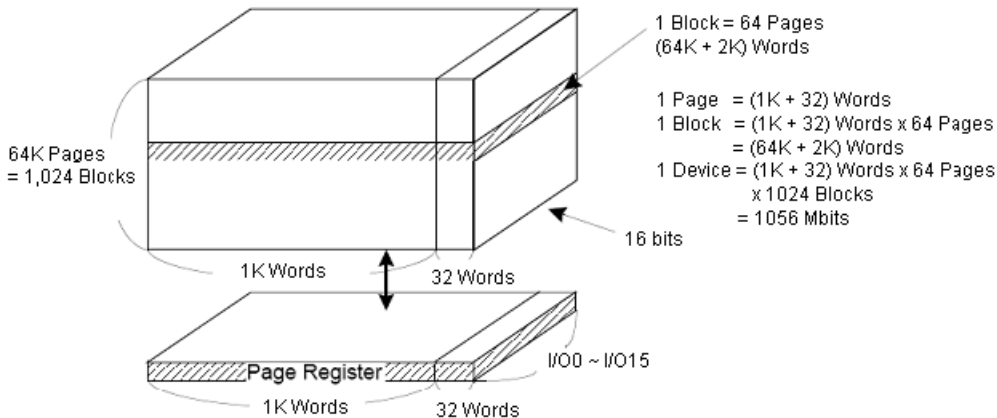 1 Block = 64 Pages
(64K + 2K) Words
1 Page = (1K + 32) Words
1 Block = (1K + 32) Words x 64 Pages
= (64K + 2K) Words
1 Device = (1K + 32) Words x 64 Pages
x 1024 Blocks
= 1056 Mbits
64K Pages
= 1,024 Blocks
16 bits
1K Words
32 Words
I/O0 ~ I/O15
Page Register
1K Words
32 Words